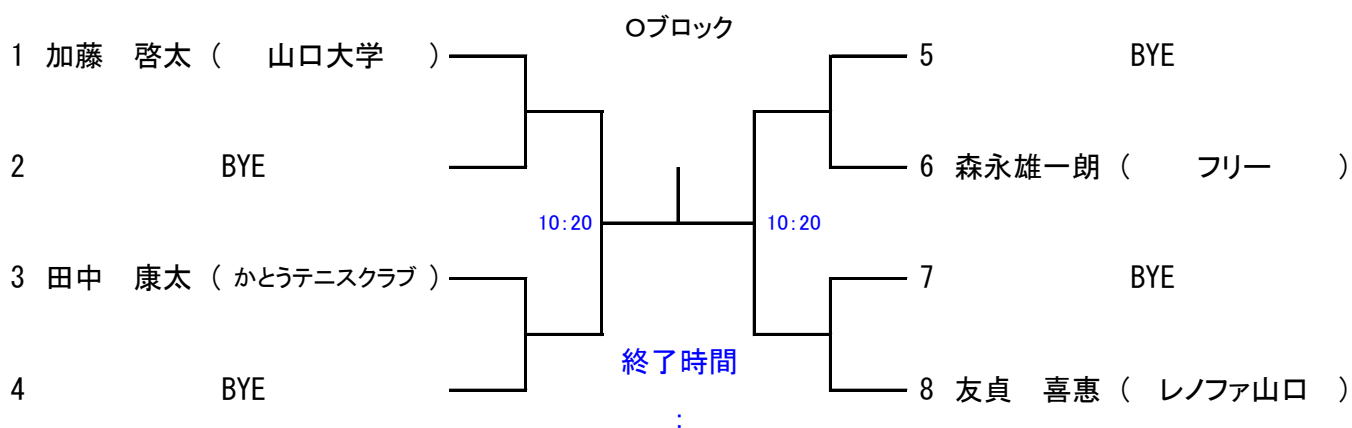 Oブロック
1 加藤 啓太 ( 山口大学 )
5 BYE
2 BYE
6 森永雄一朗 ( フリー )
10:20
10:20
3 田中 康太 ( かとうテニスクラブ )
7 BYE
終了時間
4 BYE
8 友貞 喜惠 ( レノファ山口 )
: